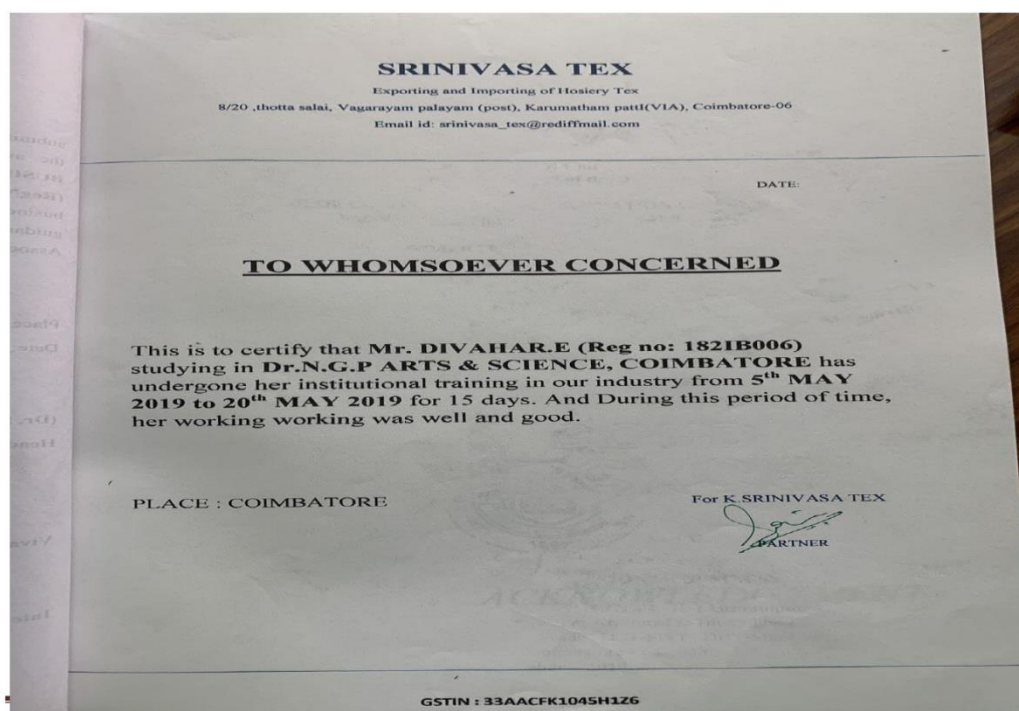 SRINIVASA TEX
Exporting and Importing of Hosiery Tex
8/20 ,thotta salai, Vagarayam palayam (post), Karumatham pattI(VIA), Coimbatore-06
Email id: srinivasa_tex@rediffmail.com
DATE:
TO WHOMSOEVER CONCERNED
This is to certify that Mr. DIVAHAR.E (Reg no: 182IB006)
studying in Dr.N.G.P ARTS & SCIENCE, COIMBATORE has
undergone her institutional training in our industry from 5th MAY
2019 to 20th MAY 2019 for 15 days. And During this period of time,
her working working was well and good.
PLACE : COIMBATORE
For K.SRINIVASA TEX
PARTNER
ACKNOWLEDGEMENT
GSTIN : 33AACFK1045H1Z6